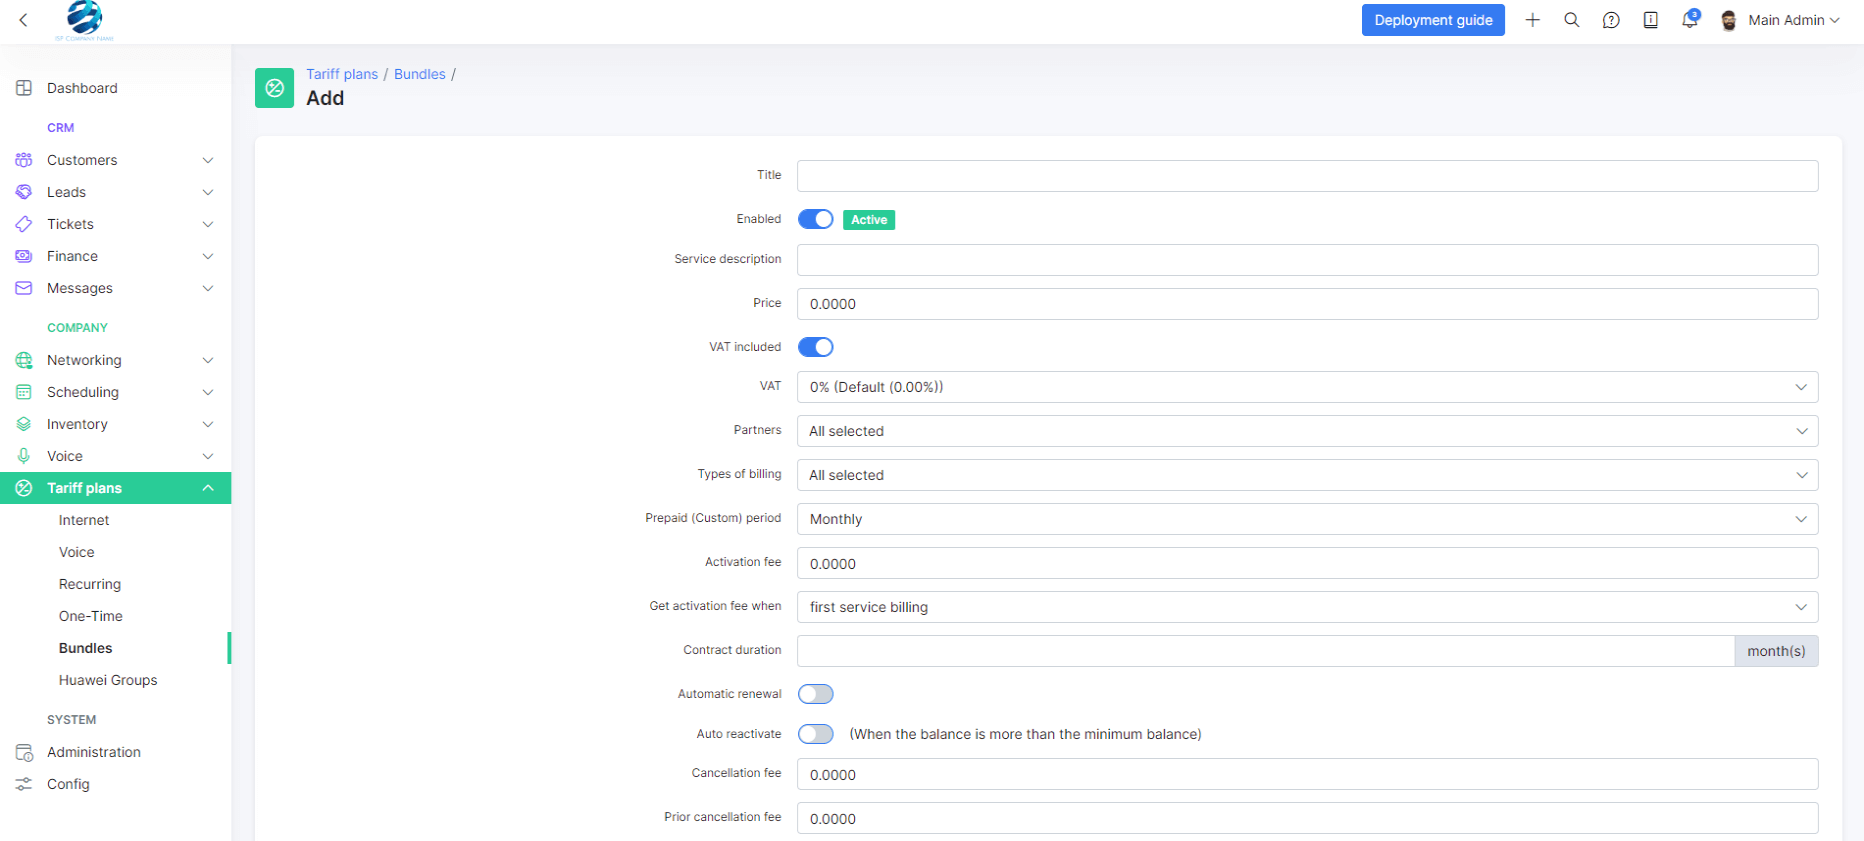 ISP COMPANY NAME
Deployment guide
3
Main Admin
Dashboard
CRM
Customers
Leads
Tickets
Finance
Messages
COMPANY
Networking
Scheduling
Inventory
Voice
Tariff plans
Internet
Voice
Recurring
One-Time
Bundles
Huawei Groups
SYSTEM
Administration
Config
Tariff plans / Bundles /
Add
Title
Enabled Active
Service description
Price 0.0000
VAT included
VAT 0% (Default (0.00%))
Partners All selected
Types of billing All selected
Prepaid (Custom) period Monthly
Activation fee 0.0000
Get activation fee when first service billing
Contract duration month(s)
Automatic renewal
Auto reactivate (When the balance is more than the minimum balance)
Cancellation fee 0.0000
Prior cancellation fee 0.0000